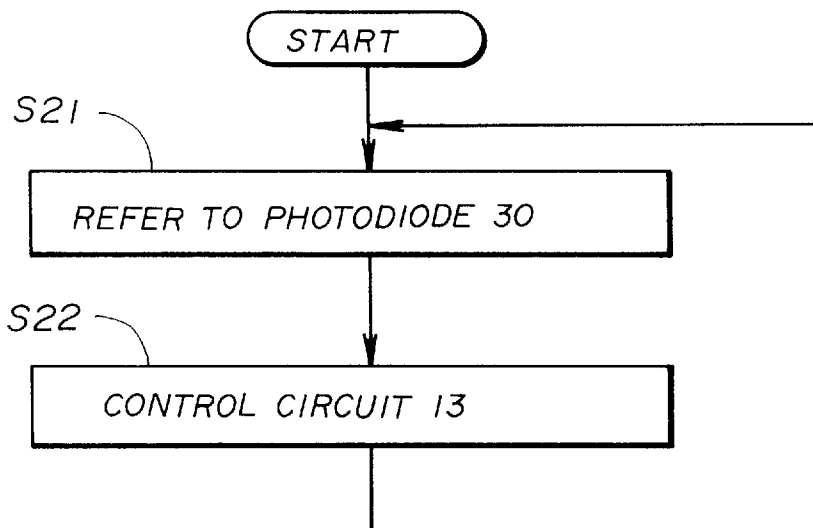 START
S21
REFER TO PHOTODIODE 30
S22
CONTROL CIRCUIT 13